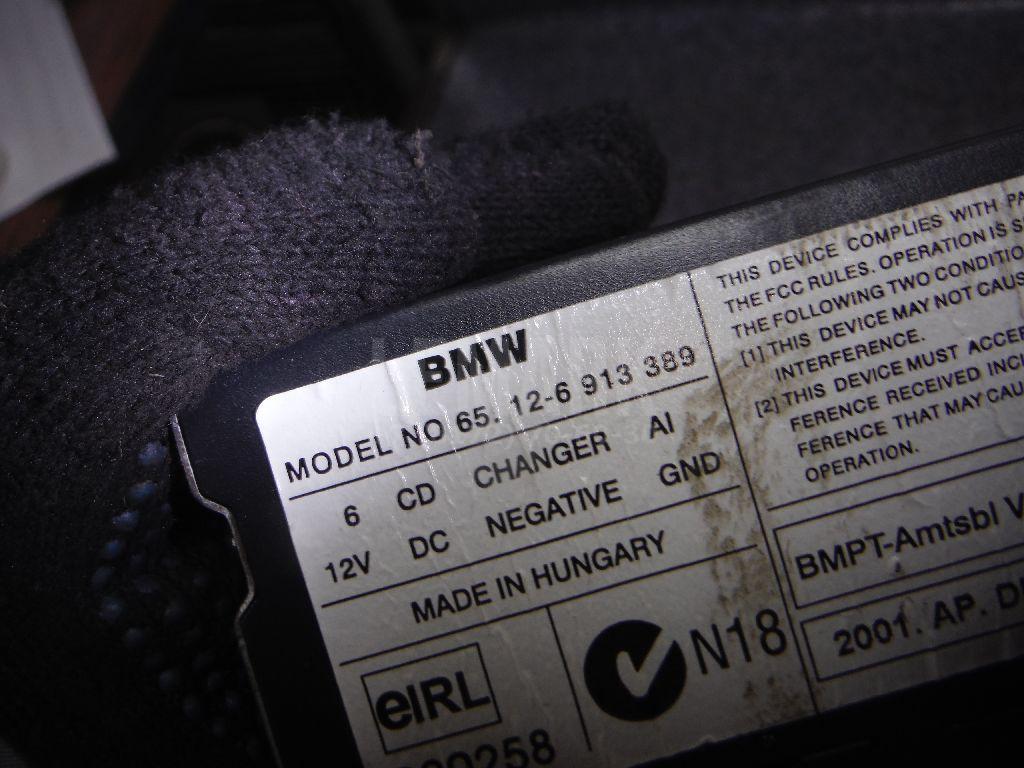 BMW
MODEL NO 65. 12-6 913 389
6 CD CHANGER AI
12V DC NEGATIVE GND
MADE IN HUNGARY
eIRL
N18
THIS DEVICE COMPLIES WITH
THE FCC RULES. OPERATION IS
THE FOLLOWING TWO CONDITIO
[1] THIS DEVICE MAY NOT CAUS
INTERFERENCE.
[2] THIS DEVICE MUST ACCE
FERENCE RECEIVED INCL
FERENCE THAT MAY CAU
OPERATION.
BMPT-Amtsbl V
2001. AP.